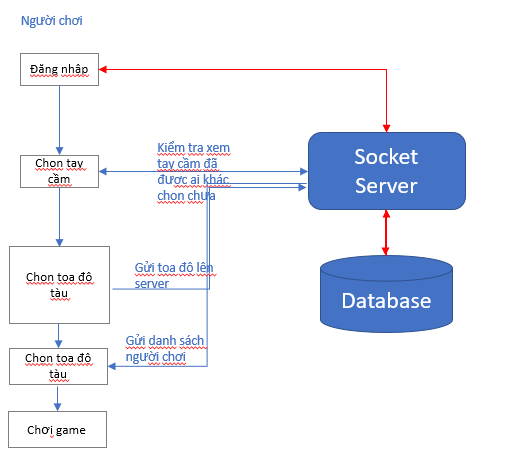 Người chơi
Đăng nhập
Chọn tay
cầm
Kiểm tra xem
tay cầm đã
được ai khác
chọn chưa
Socket
Server
Chọn tọa độ
tàu
Gửi tọa độ lên
server
Database
Gửi danh sách
người chơi
Chọn tọa độ
tàu
Chơi game